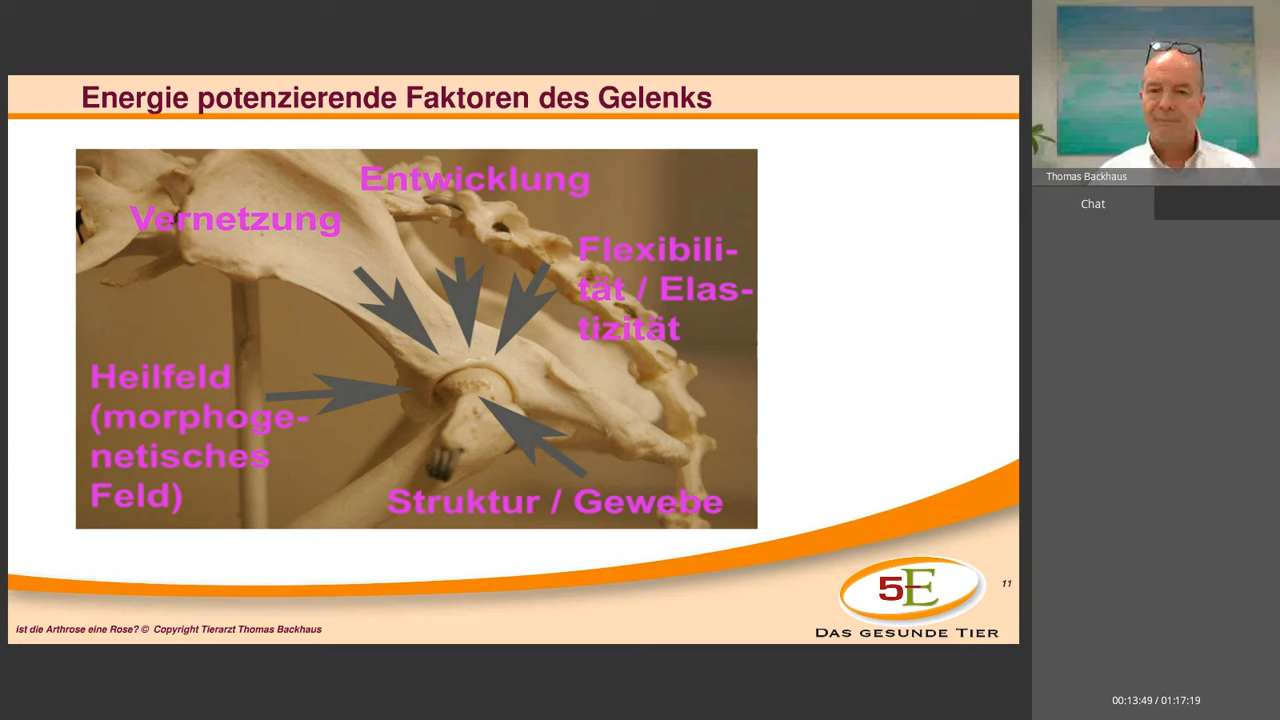 Energie potenzierende Faktoren des Gelenks
Entwicklung
Vernetzung
Flexibili-
tät / Elas-
tizität
Heilfeld
(morphoge-
netisches
Feld)
Struktur / Gewebe
5E
DAS GESUNDE TIER
11
ist die Arthrose eine Rose? © Copyright Tierarzt Thomas Backhaus
Thomas Backhaus
Chat
00:13:49 / 01:17:19